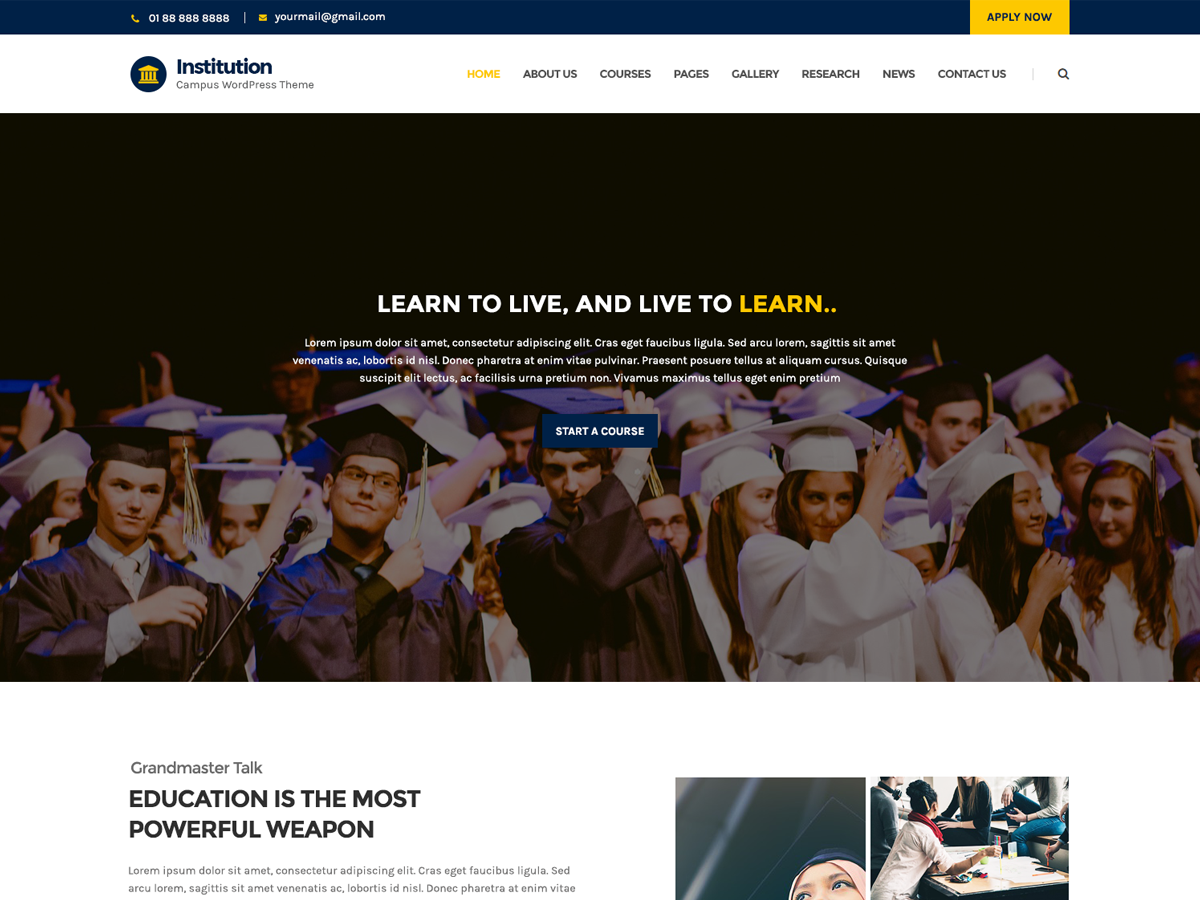 01 88 888 8888 | yourmail@gmail.com
APPLY NOW
Institution
Campus WordPress Theme
HOME ABOUT US COURSES PAGES GALLERY RESEARCH NEWS CONTACT US
LEARN TO LIVE, AND LIVE TO LEARN..
Lorem ipsum dolor sit amet, consectetur adipiscing elit. Cras eget faucibus ligula. Sed arcu lorem, sagittis sit amet
venenatis ac, lobortis id nisl. Donec pharetra at enim vitae pulvinar. Praesent posuere tellus at aliquam cursus. Quisque
suscipit elit lectus, ac facilisis urna pretium non. Vivamus maximus tellus eget enim pretium
START A COURSE
Grandmaster Talk
EDUCATION IS THE MOST
POWERFUL WEAPON
Lorem ipsum dolor sit amet, consectetur adipiscing elit. Cras eget faucibus ligula. Sed
arcu lorem, sagittis sit amet venenatis ac, lobortis id nisl. Donec pharetra at enim vitae